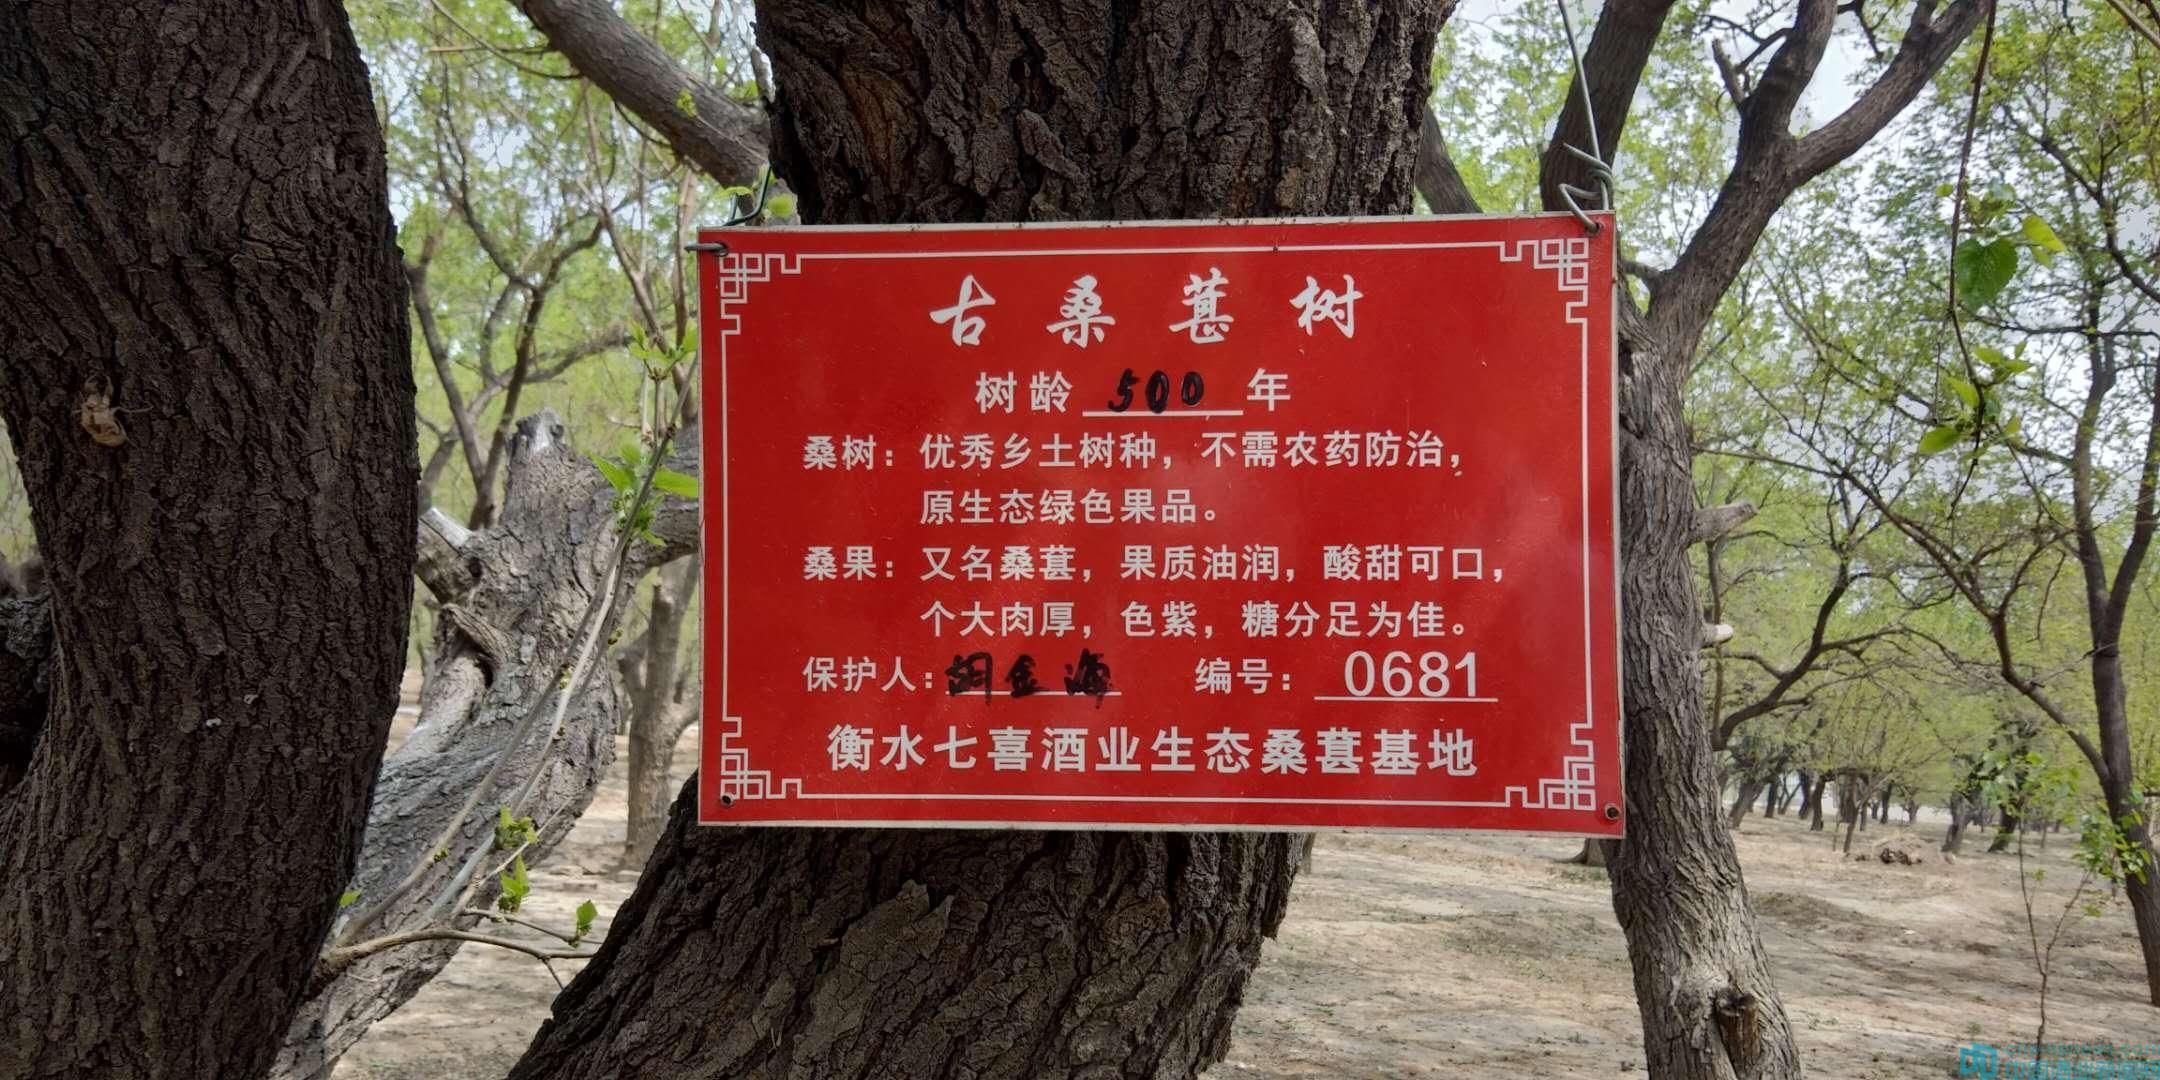 古桑葚树
树龄 500 年
桑树：优秀乡土树种，不需农药防治，
原生态绿色果品。
桑果：又名桑葚，果质油润，酸甜可口，
个大肉厚，色紫，糖分足为佳。
保护人：金海 编号：0681
衡水七喜酒业生态桑葚基地